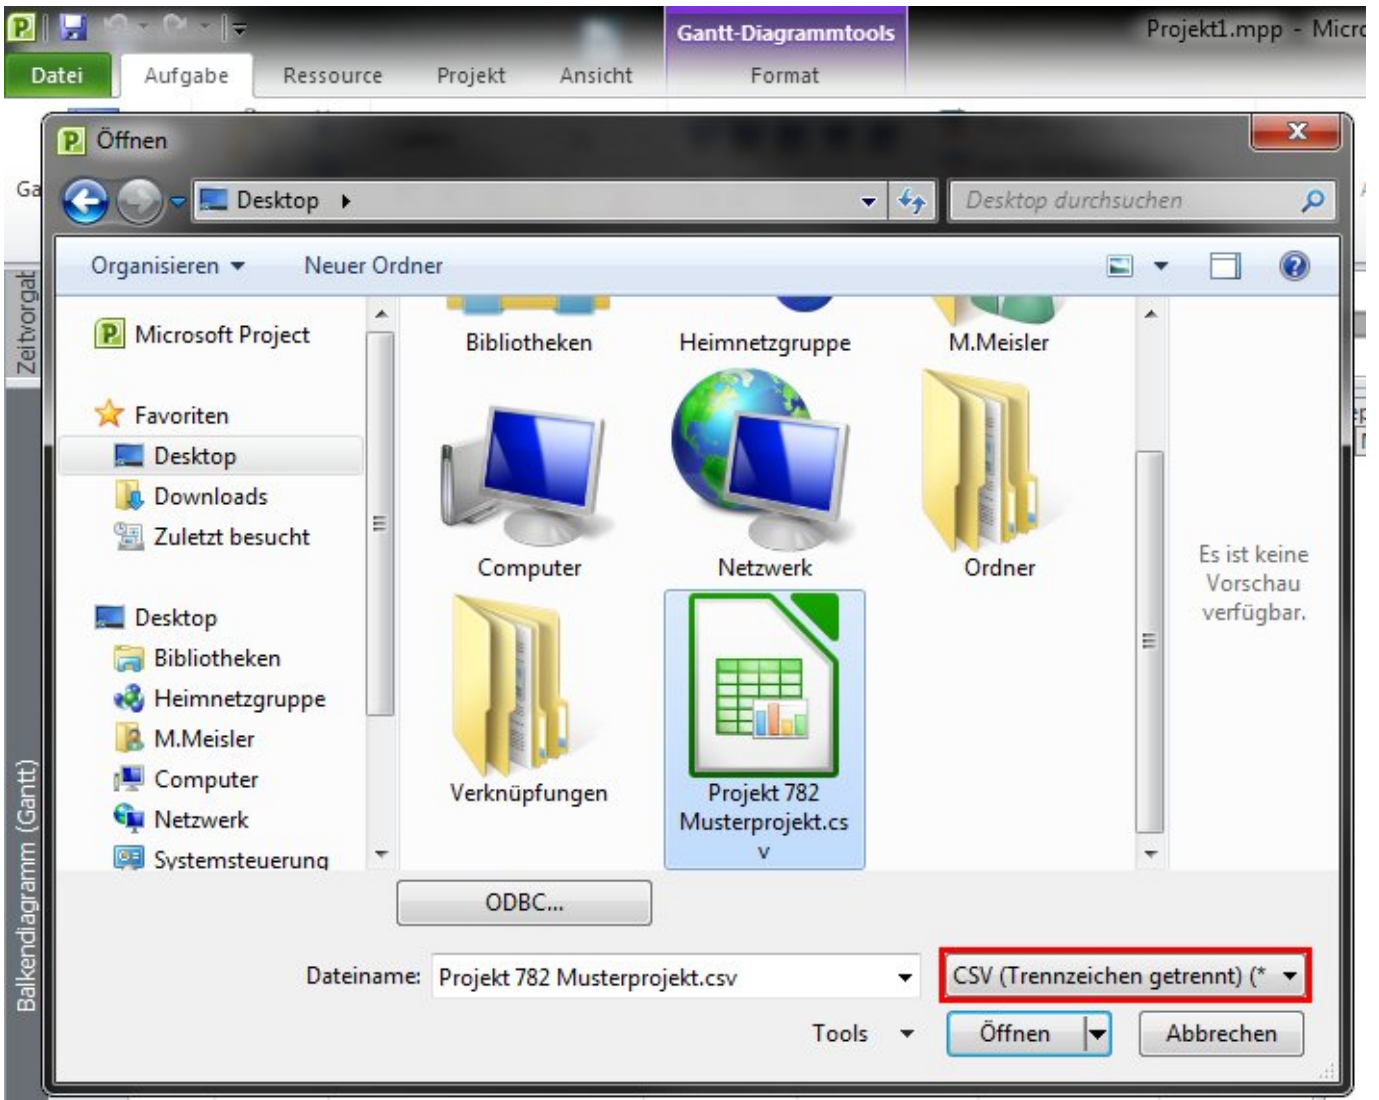 Gantt-Diagrammtools
Projekt1.mpp - Micro
Datei Aufgabe Ressource Projekt Ansicht Format
Öffnen
Ga
Desktop
Desktop durchsuchen
Organisieren Neuer Ordner
Zeitvorgab
Microsoft Project
Favoriten
Desktop
Downloads
Zuletzt besucht
Desktop
Bibliotheken
Heimnetzgruppe
M.Meisler
Computer
Netzwerk
Systemsteuerung
Bibliotheken Heimnetzgruppe M.Meisler
Computer Netzwerk Ordner
Verknüpfungen
Projekt 782
Musterprojekt.cs
v
Es ist keine
Vorschau
verfügbar.
Balkendiagramm (Gantt)
ODBC...
Dateiname: Projekt 782 Musterprojekt.csv
CSV (Trennzeichen getrennt) (*
Tools Öffnen Abbrechen